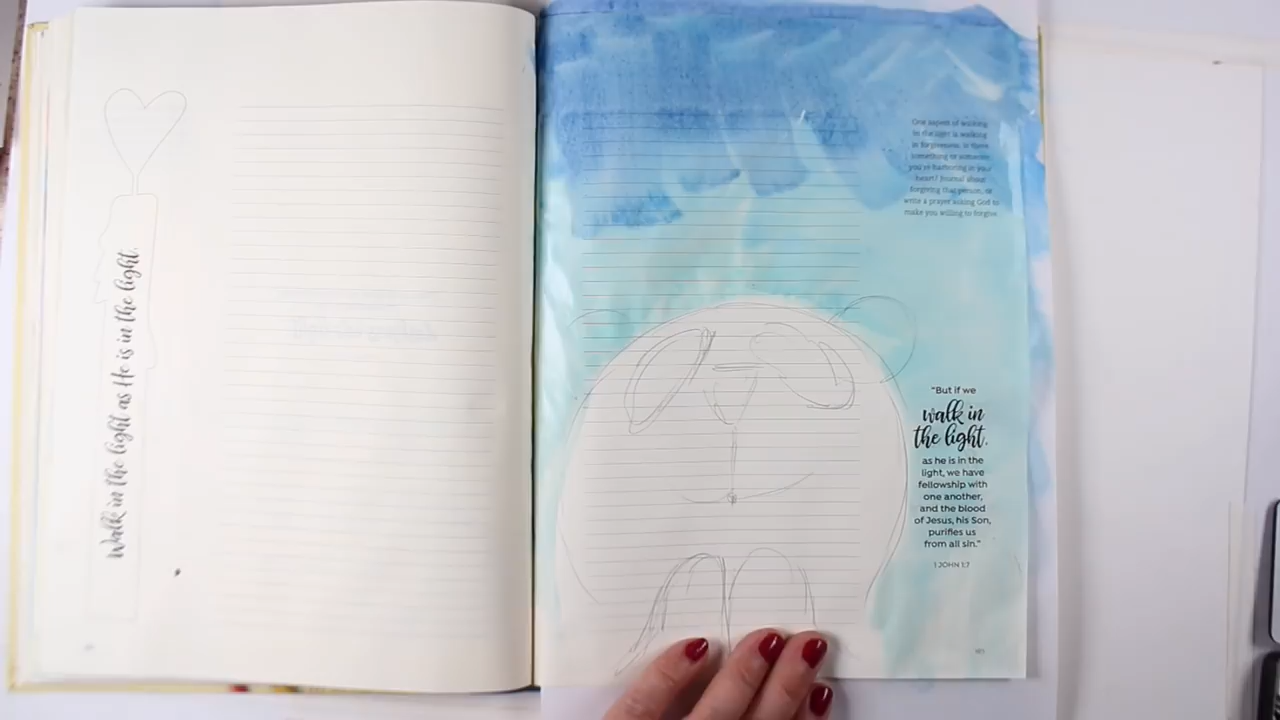 Walk in the light as He is in the light.
One aspect of walking
in the light is walking
in forgiveness. Is there
something or someone
you're harboring in your
heart? Journal about
forgiving that person, or
write a prayer asking God to
make you willing to forgive.
"But if we
walk in
the light,
as he is in the
light, we have
fellowship with
one another,
and the blood
of Jesus, his Son,
purifies us
from all sin."
1 JOHN 1:7